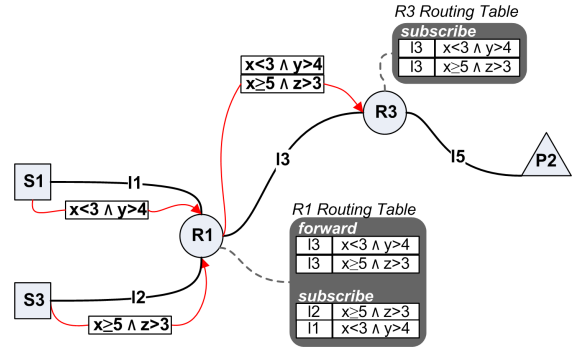 R3 Routing Table
subscribe
I3 x<3 ∧ y>4
I3 x≥5 ∧ z>3
x<3 ∧ y>4
x≥5 ∧ z>3
R3
I3
I5
P2
S1
I1
x<3 ∧ y>4
R1
S3
I2
x≥5 ∧ z>3
R1 Routing Table
forward
I3 x<3 ∧ y>4
I3 x≥5 ∧ z>3
subscribe
I2 x≥5 ∧ z>3
I1 x<3 ∧ y>4